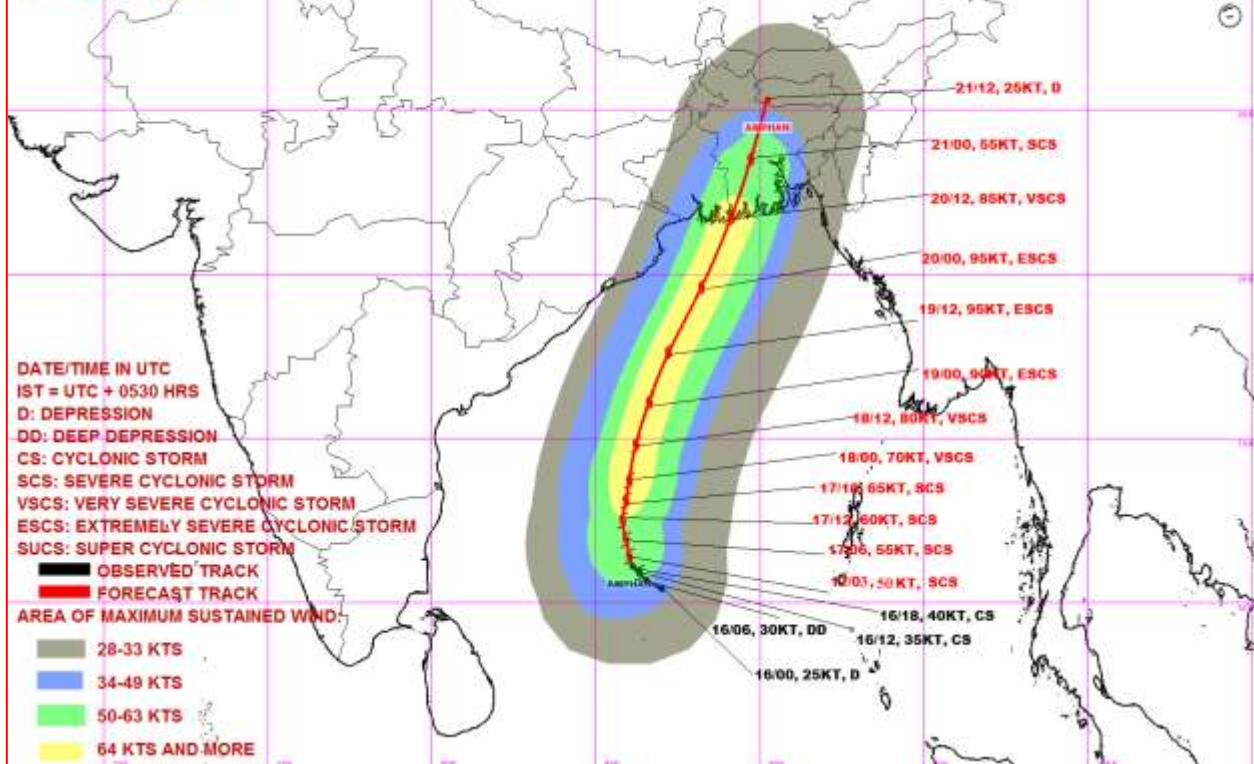 21/12, 25KT, D
AMPHAN
21/00, 55KT, SCS
20/12, 85KT, VSCS
20/00, 95KT, ESCS
19/12, 95KT, ESCS
19/00, 90KT, ESCS
18/12, 80KT, VSCS
18/00, 70KT, VSCS
17/18, 65KT, SCS
17/12, 60KT, SCS
17/06, 55KT, SCS
50 KT, SCS
16/18, 40KT, CS
16/12, 35KT, CS
16/06, 30KT, DD
16/00, 25KT, D
AMPHAN
DATE/TIME IN UTC
IST = UTC + 0530 HRS
D: DEPRESSION
DD: DEEP DEPRESSION
CS: CYCLONIC STORM
SCS: SEVERE CYCLONIC STORM
VSCS: VERY SEVERE CYCLONIC STORM
ESCS: EXTREMELY SEVERE CYCLONIC STORM
SUCS: SUPER CYCLONIC STORM
OBSERVED TRACK
FORECAST TRACK
AREA OF MAXIMUM SUSTAINED WIND:
28-33 KTS
34-49 KTS
50-63 KTS
64 KTS AND MORE